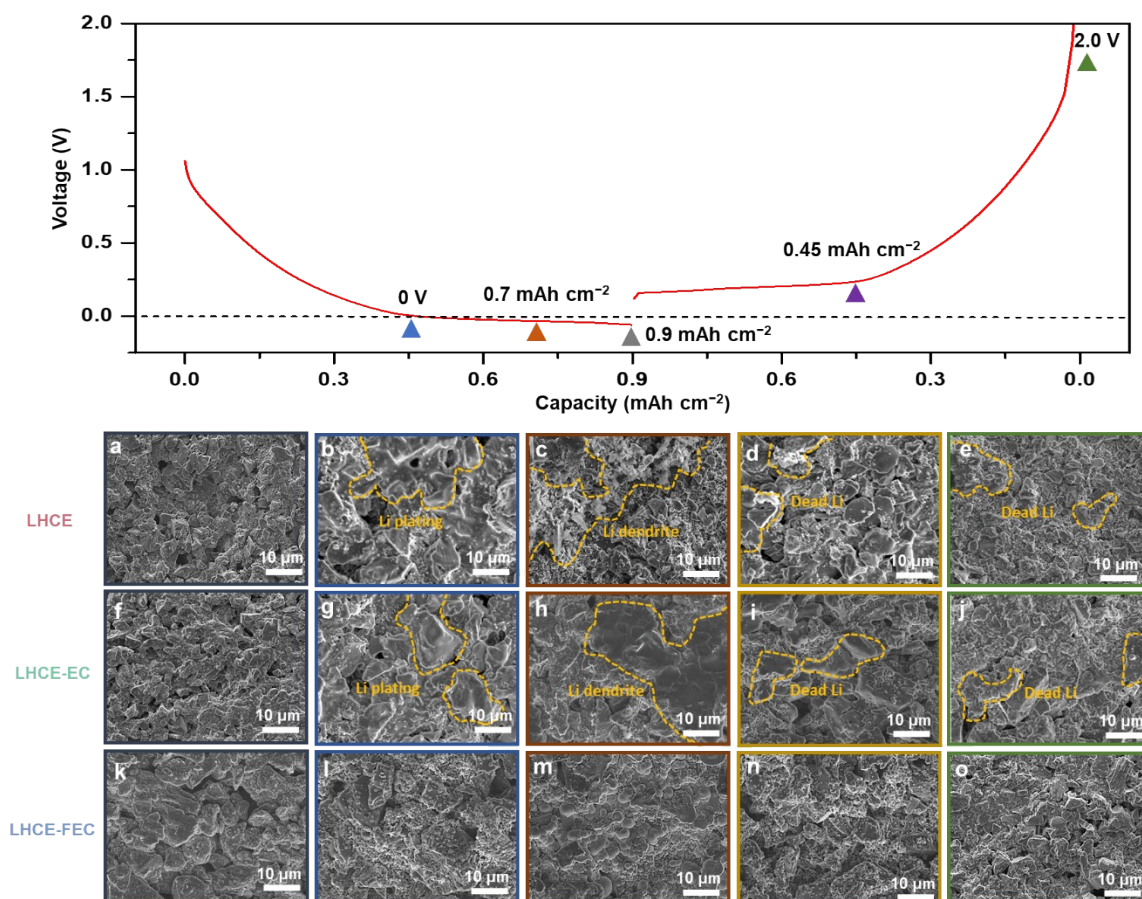 2.0
1.5
1.0
0.5
0.0
Voltage (V)
2.0 V
0.45 mAh cm⁻²
0 V
0.7 mAh cm⁻²
0.9 mAh cm⁻²
0.0 0.3 0.6 0.9 0.6 0.3 0.0
Capacity (mAh cm⁻²)
LHCE
a
10 µm
b
Li plating
10 µm
c
Li dendrite
10 µm
d
Dead Li
10 µm
e
Dead Li
10 µm
LHCE-EC
f
10 µm
g
Li plating
10 µm
h
Li dendrite
10 µm
i
Dead Li
10 µm
j
Dead Li
10 µm
LHCE-FEC
k
10 µm
l
10 µm
m
10 µm
n
10 µm
o
10 µm